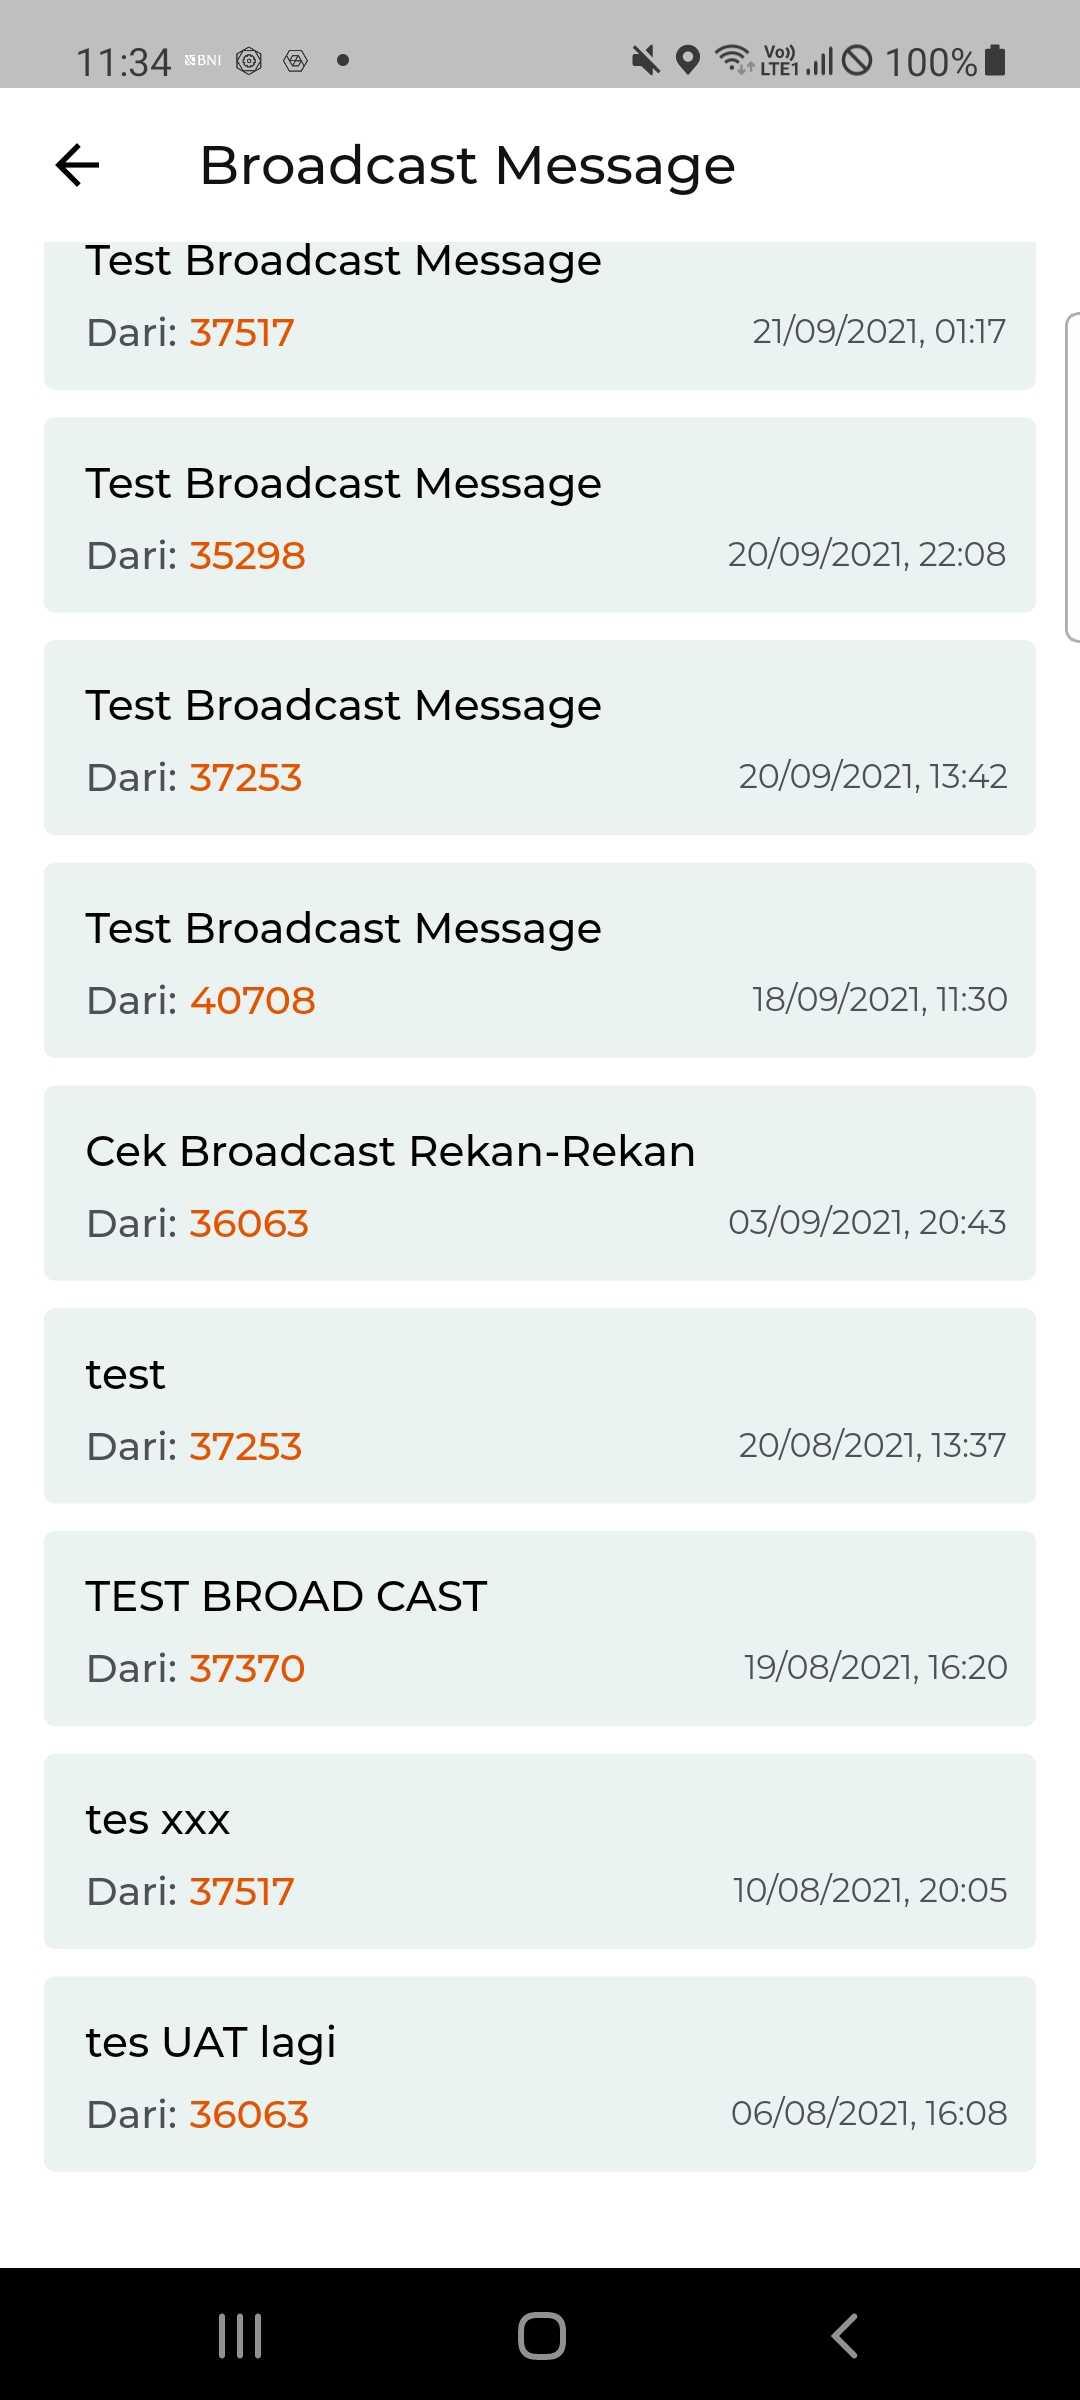 11:34 BNI Vo)) LTE1 100%
Broadcast Message
Test Broadcast Message
Dari: 37517 21/09/2021, 01:17
Test Broadcast Message
Dari: 35298 20/09/2021, 22:08
Test Broadcast Message
Dari: 37253 20/09/2021, 13:42
Test Broadcast Message
Dari: 40708 18/09/2021, 11:30
Cek Broadcast Rekan-Rekan
Dari: 36063 03/09/2021, 20:43
test
Dari: 37253 20/08/2021, 13:37
TEST BROAD CAST
Dari: 37370 19/08/2021, 16:20
tes xxx
Dari: 37517 10/08/2021, 20:05
tes UAT lagi
Dari: 36063 06/08/2021, 16:08